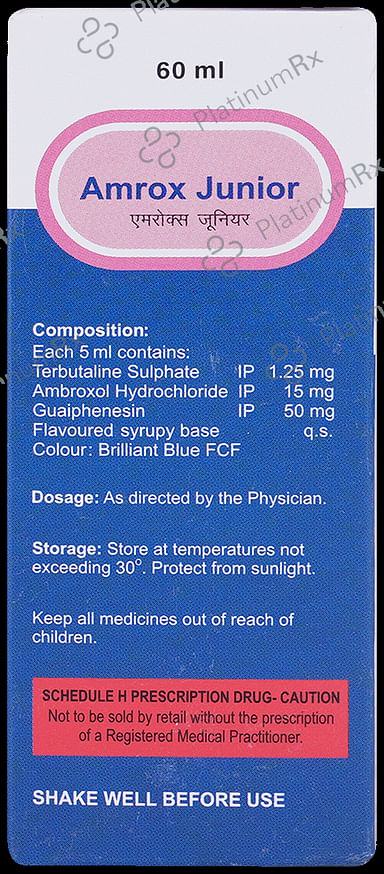 60 ml
Amrox Junior
एमरोक्स जूनियर
Composition:
Each 5 ml contains:
Terbutaline Sulphate IP 1.25 mg
Ambroxol Hydrochloride IP 15 mg
Guaiphenesin IP 50 mg
Flavoured syrupy base q.s.
Colour: Brilliant Blue FCF
Dosage: As directed by the Physician.
Storage: Store at temperatures not
exceeding 30°. Protect from sunlight.
Keep all medicines out of reach of
children.
SCHEDULE H PRESCRIPTION DRUG- CAUTION
Not to be sold by retail without the prescription
of a Registered Medical Practitioner.
SHAKE WELL BEFORE USE
PlatinumRx
PlatinumRx
PlatinumRx